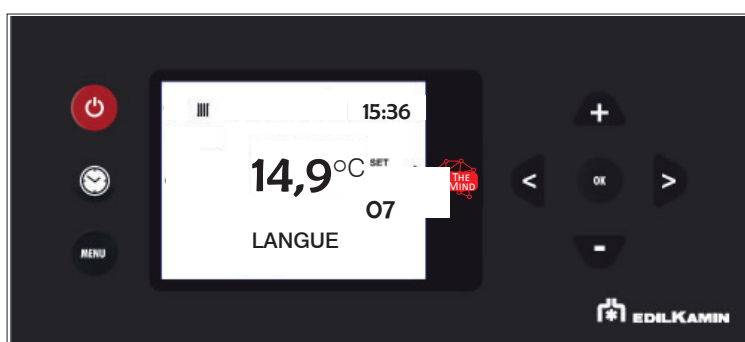 15:36
14,9°C SET
07
LANGUE
MENU
THE
MIND
<
OK
>
+
-
EDILKAMIN